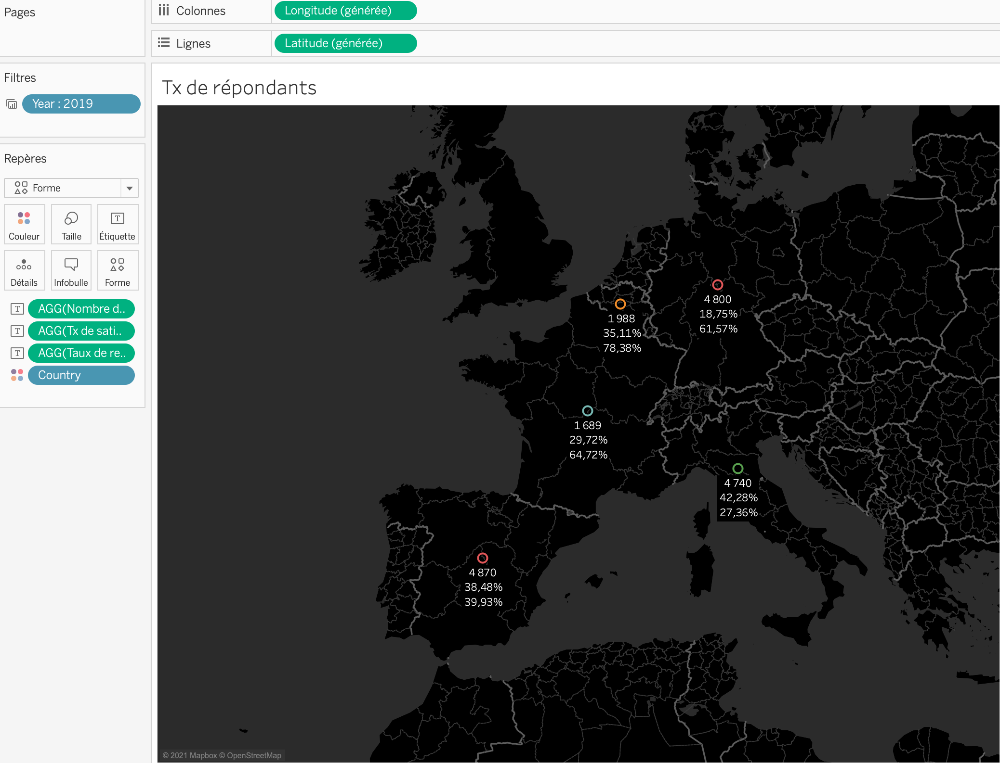 Pages
Colonnes
Longitude (générée)
Lignes
Latitude (générée)
Filtres
Year : 2019
Repères
Forme
Couleur
Taille
T
Étiquette
Détails
Infobulle
Forme
T
AGG(Nombre d..
T
AGG(Tx de sati..
T
AGG(Taux de re..
Country
Tx de répondants
4 800
18,75%
61,57%
1 988
35,11%
78,38%
1 689
29,72%
64,72%
4 740
42,28%
27,36%
4 870
38,48%
39,93%
© 2021 Mapbox © OpenStreetMap